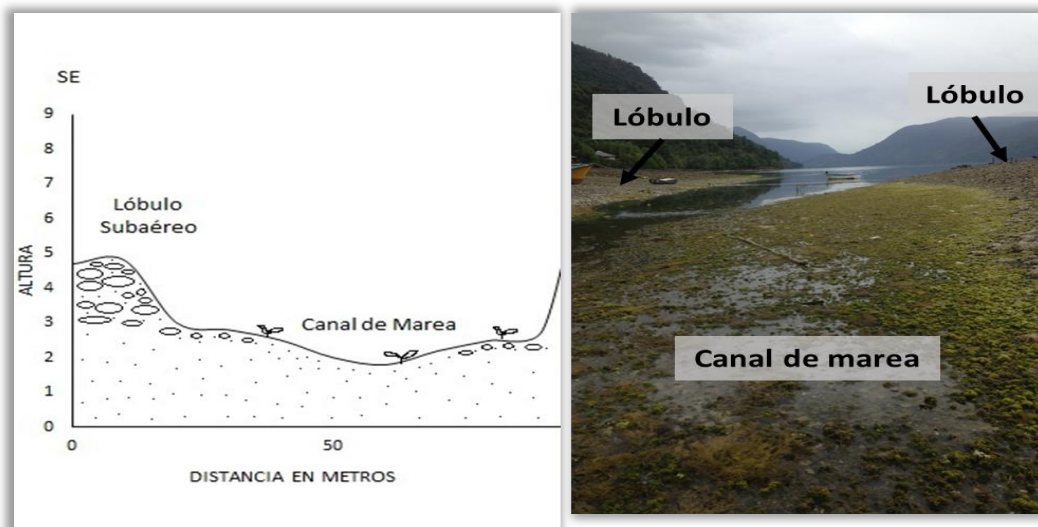 SE
9
8
7
6
5
4
3
2
1
0
ALTURA
Lóbulo
Subaéreo
Canal de Marea
0
50
DISTANCIA EN METROS
Lóbulo
Lóbulo
Canal de marea